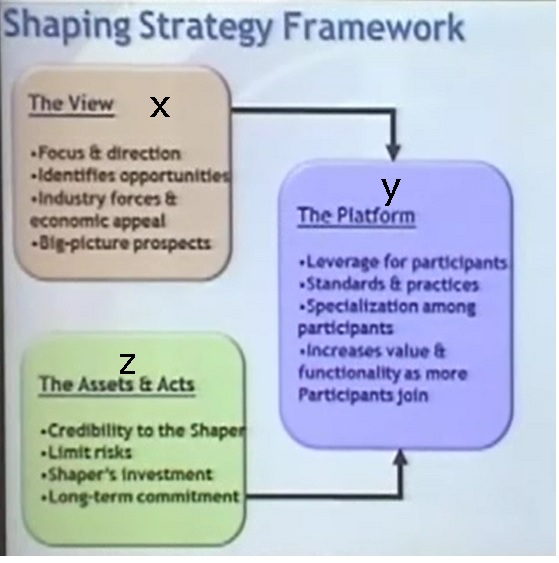 Shaping Strategy Framework
The View x
•Focus & direction
•Identifies opportunities
•Industry forces &
economic appeal
•Big-picture prospects
y
The Platform
•Leverage for participants
•Standards & practices
•Specialization among
participants
•Increases value &
functionality as more
Participants join
z
The Assets & Acts
•Credibility to the Shaper
•Limit risks
•Shaper's investment
•Long-term commitment